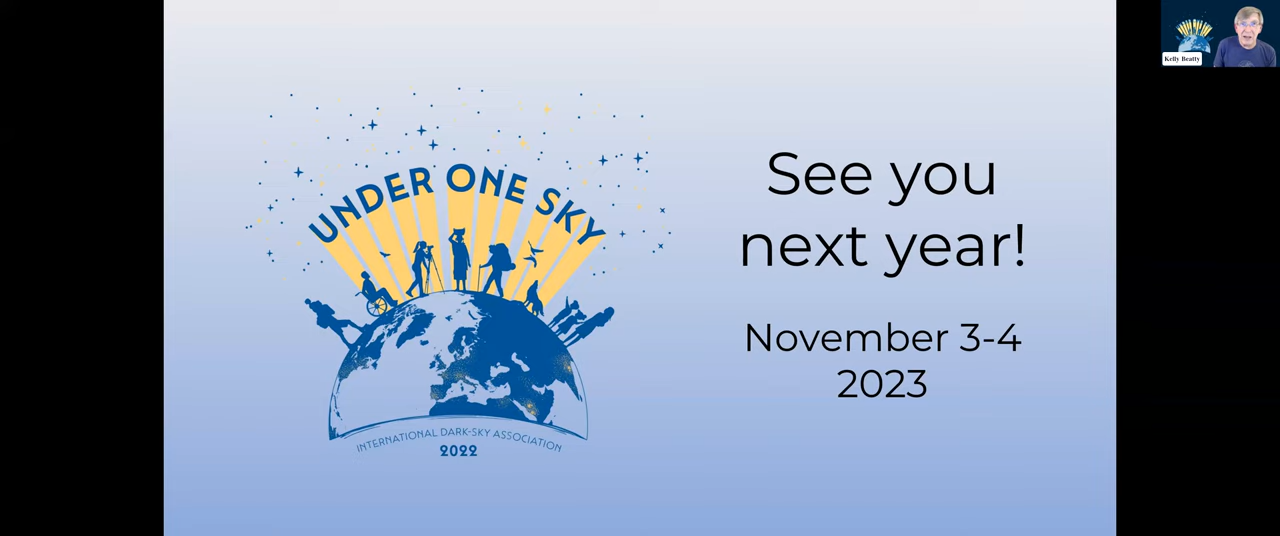 UNDER ONE SKY
INTERNATIONAL DARK-SKY ASSOCIATION
2022
See you
next year!
November 3-4
2023
Kelly Beatty